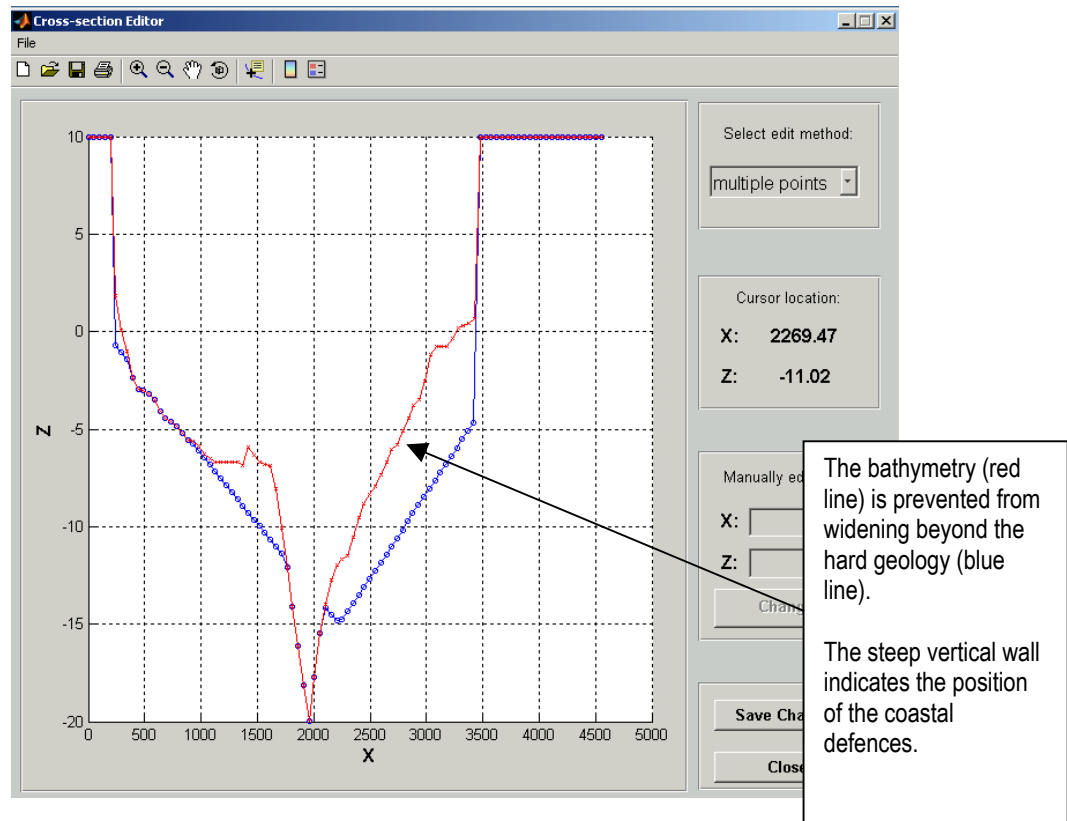 Cross-section Editor
File
10
5
0
-5
-10
-15
-20
Z
0 500 1000 1500 2000 2500 3000 3500 4000 4500 5000
X
Select edit method:
multiple points
Cursor location:
X: 2269.47
Z: -11.02
Manually ed
X:
Z:
Chang
Save Cha
Close
The bathymetry (red
line) is prevented from
widening beyond the
hard geology (blue
line).
The steep vertical wall
indicates the position
of the coastal
defences.